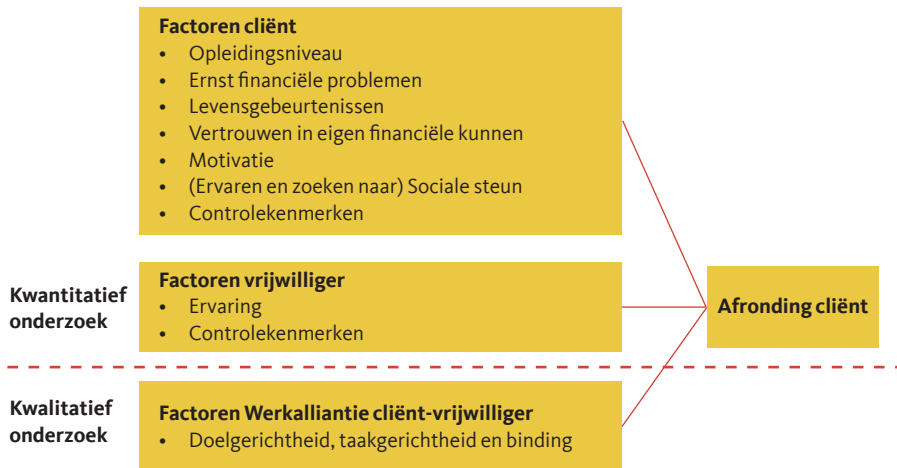 Factoren cliënt
• Opleidingsniveau
• Ernst financiële problemen
• Levensgebeurtenissen
• Vertrouwen in eigen financiële kunnen
• Motivatie
• (Ervaren en zoeken naar) Sociale steun
• Controlekenmerken
Kwantitatief
onderzoek
Factoren vrijwilliger
• Ervaring
• Controlekenmerken
Afronding cliënt
Kwalitatief
onderzoek
Factoren Werkalliantie cliënt-vrijwilliger
• Doelgerichtheid, taakgerichtheid en binding